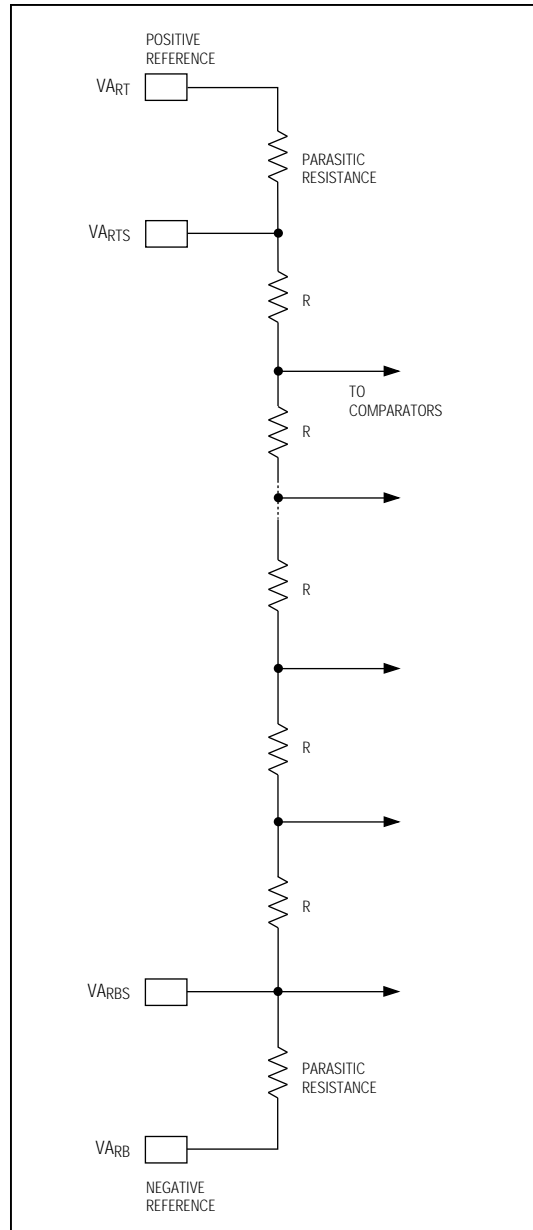 POSITIVE
REFERENCE
VART
PARASITIC
RESISTANCE
VARTS
R
TO
COMPARATORS
R
R
R
R
VARBS
PARASITIC
RESISTANCE
VARB
NEGATIVE
REFERENCE